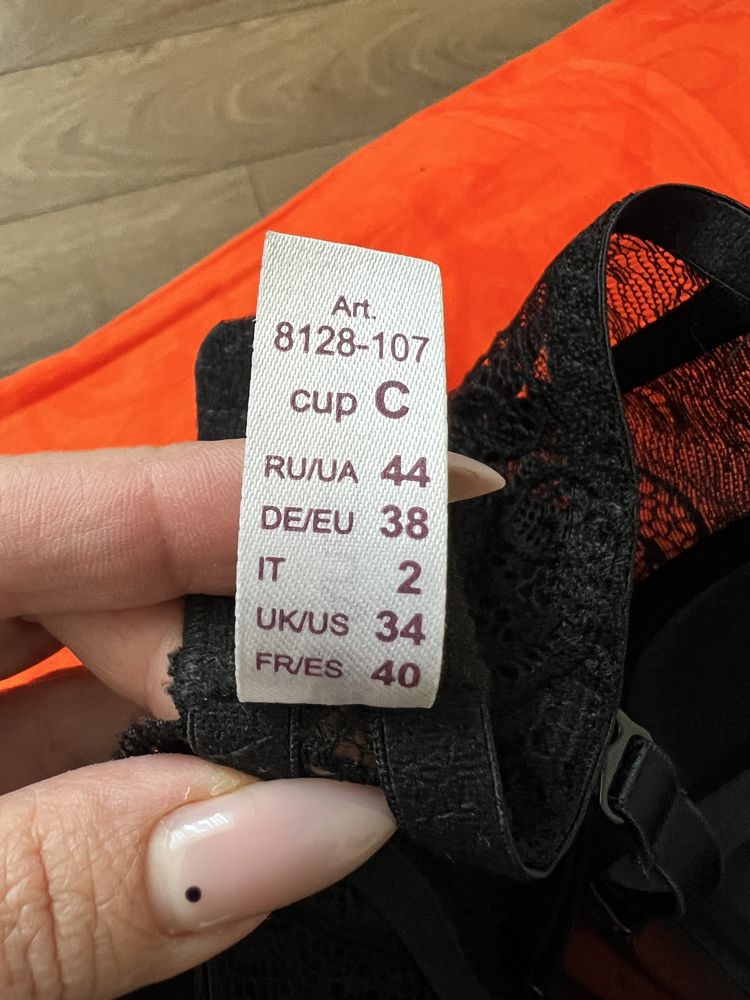 Art.
8128-107
cup C
RU/UA 44
DE/EU 38
IT 2
UK/US 34
FR/ES 40